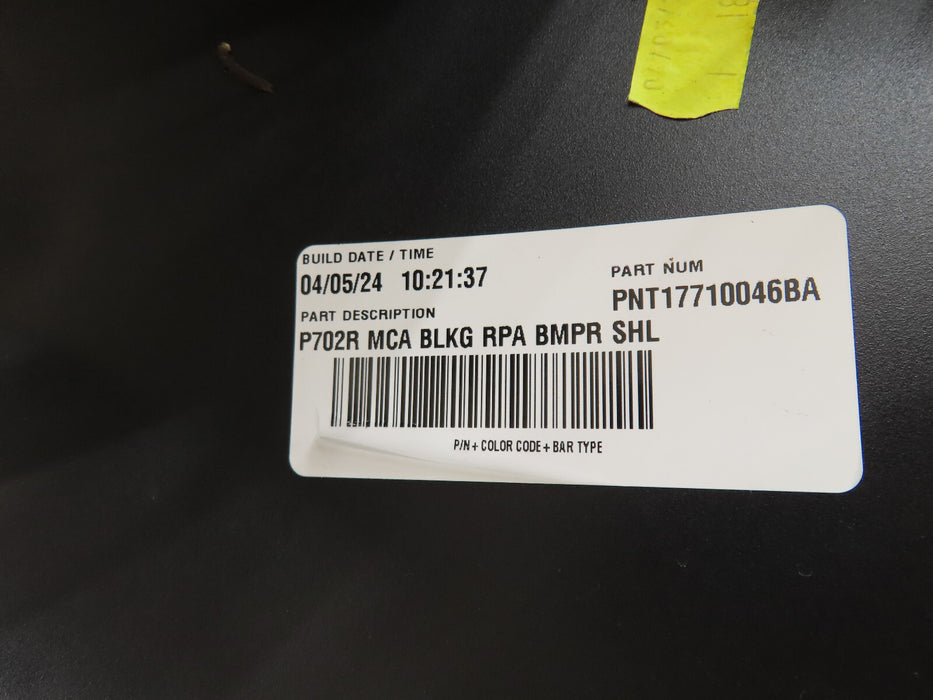 BUILD DATE / TIME
04/05/24 10:21:37
PART NUM
PNT17710046BA
PART DESCRIPTION
P702R MCA BLKG RPA BMPR SHL
P/N + COLOR CODE + BAR TYPE